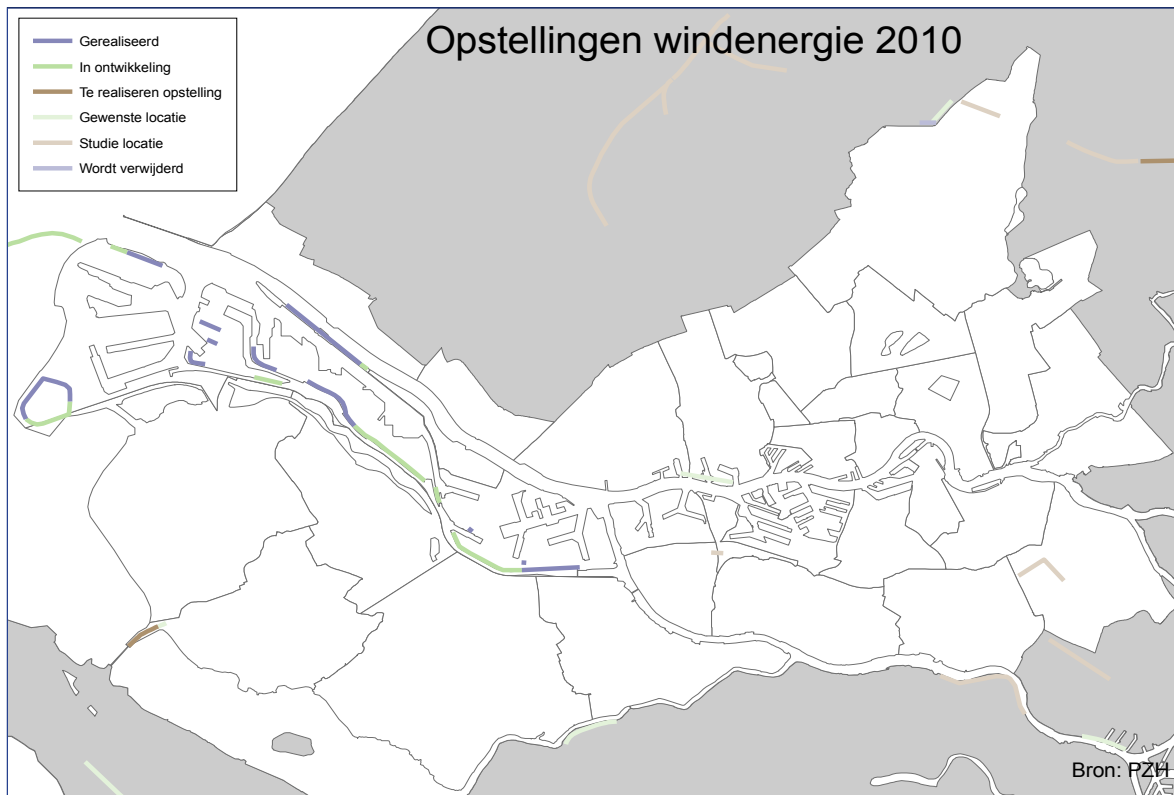 Opstellingen windenergie 2010
Gerealiseerd
In ontwikkeling
Te realiseren opstelling
Gewenste locatie
Studie locatie
Wordt verwijderd
Bron: PZH